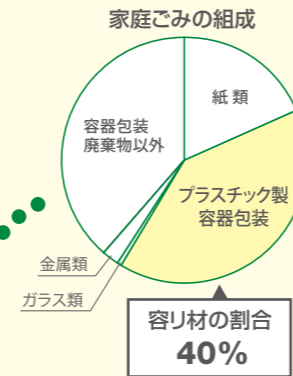 家庭ごみの組成
紙類
容器包装
廃棄物以外
プラスチック製
容器包装
金属類
ガラス類
容リ材の割合
40%